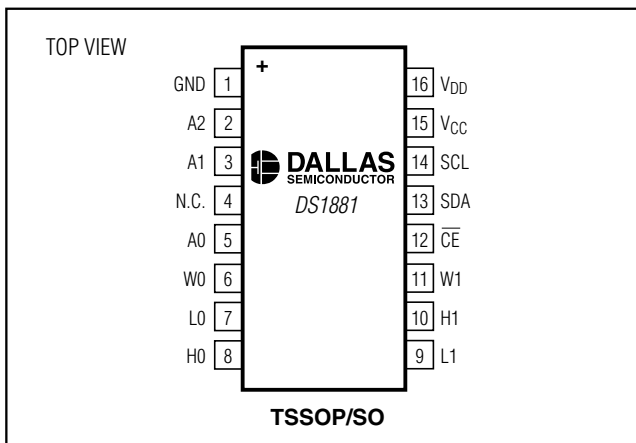 TOP VIEW
+
GND 1 16 VDD
A2 2 15 VCC
A1 3 14 SCL
DALLAS
SEMICONDUCTOR
N.C. 4 13 SDA
DS1881
A0 5 12 C̅E̅
W0 6 11 W1
L0 7 10 H1
H0 8 9 L1
TSSOP/SO